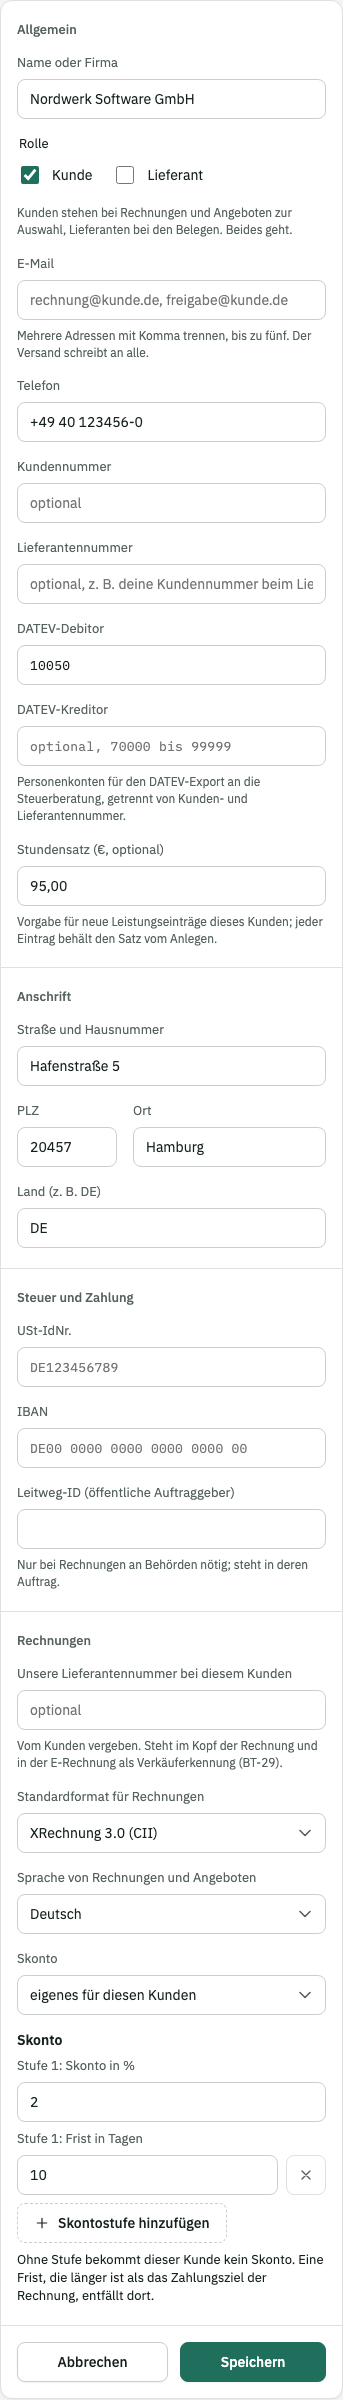 Allgemein
Name oder Firma
Nordwerk Software GmbH
Rolle
Kunde
Lieferant
Kunden stehen bei Rechnungen und Angeboten zur
Auswahl, Lieferanten bei den Belegen. Beides geht.
E-Mail
rechnung@kunde.de, freigabe@kunde.de
Mehrere Adressen mit Komma trennen, bis zu fünf. Der
Versand schreibt an alle.
Telefon
+49 40 123456-0
Kundennummer
optional
Lieferantennummer
optional, z. B. deine Kundennummer beim Lie
DATEV-Debitor
10050
DATEV-Kreditor
optional, 70000 bis 99999
Personenkonten für den DATEV-Export an die
Steuerberatung, getrennt von Kunden- und
Lieferantennummer.
Stundensatz (€, optional)
95,00
Vorgabe für neue Leistungseinträge dieses Kunden; jeder
Eintrag behält den Satz vom Anlegen.
Anschrift
Straße und Hausnummer
Hafenstraße 5
PLZ
Ort
20457
Hamburg
Land (z. B. DE)
DE
Steuer und Zahlung
USt-IdNr.
DE123456789
IBAN
DE00 0000 0000 0000 0000 00
Leitweg-ID (öffentliche Auftraggeber)
Nur bei Rechnungen an Behörden nötig; steht in deren
Auftrag.
Rechnungen
Unsere Lieferantennummer bei diesem Kunden
optional
Vom Kunden vergeben. Steht im Kopf der Rechnung und
in der E-Rechnung als Verkäuferkennung (BT-29).
Standardformat für Rechnungen
XRechnung 3.0 (CII)
Sprache von Rechnungen und Angeboten
Deutsch
Skonto
eigenes für diesen Kunden
Skonto
Stufe 1: Skonto in %
2
Stufe 1: Frist in Tagen
10
Skontostufe hinzufügen
Ohne Stufe bekommt dieser Kunde kein Skonto. Eine
Frist, die länger ist als das Zahlungsziel der
Rechnung, entfällt dort.
Abbrechen
Speichern